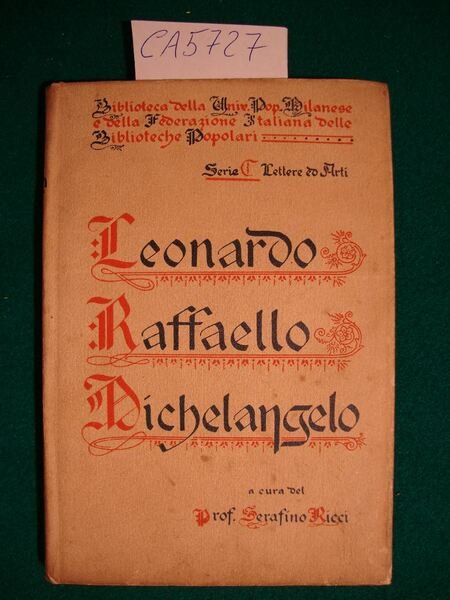 CA5727
Biblioteca della Univ. Pop. Milanese
e della Federazione Italiana delle
Biblioteche Popolari
Serie C Lettere ed Arti
Leonardo
Raffaello
Michelangelo
a cura del
Prof. Serafino Ricci